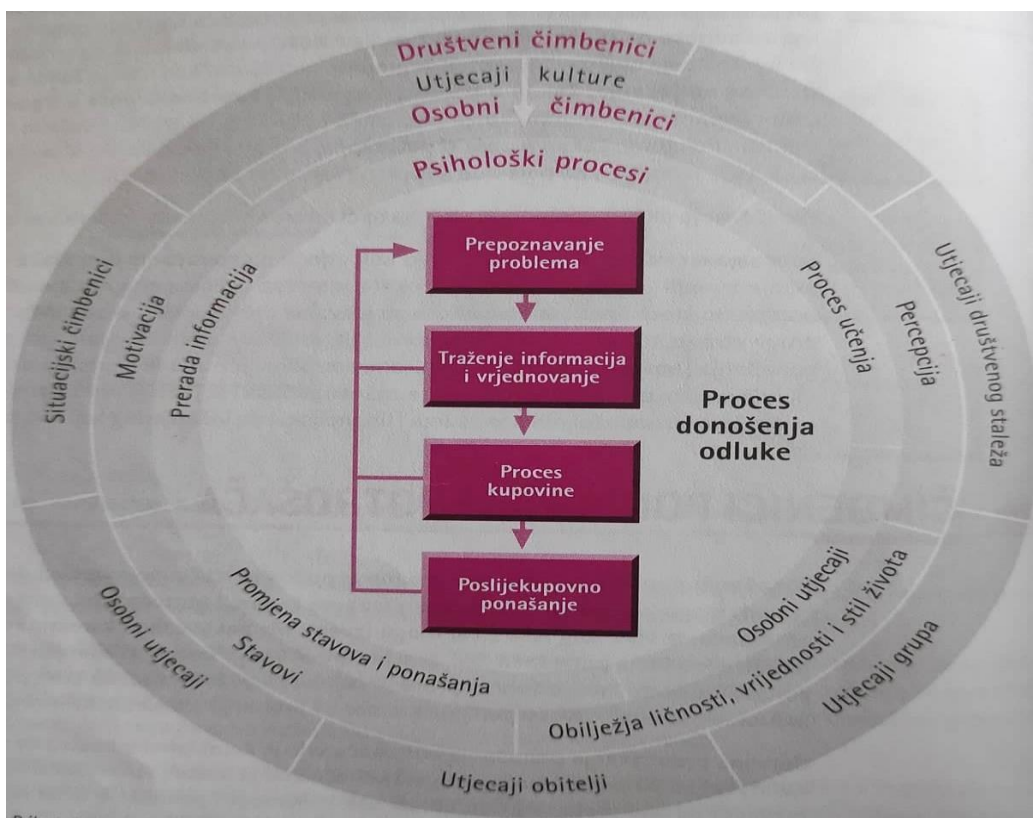 Društveni čimbenici
Utjecaji kulture
Osobni čimbenici
Psihološki procesi
Prepoznavanje
problema
Traženje informacija
i vrjednovanje
Proces
kupovine
Poslijekupovno
ponašanje
Proces
donošenja
odluke
Situacijski čimbenici
Motivacija
Prerada informacija
Proces učenja
Percepcija
Utjecaji društvenog staleža
Osobni utjecaji
Stavovi
Promjena stavova i ponašanja
Osobni utjecaji
Obilježja ličnosti, vrijednosti i stil života
Utjecaji grupa
Utjecaji obitelji